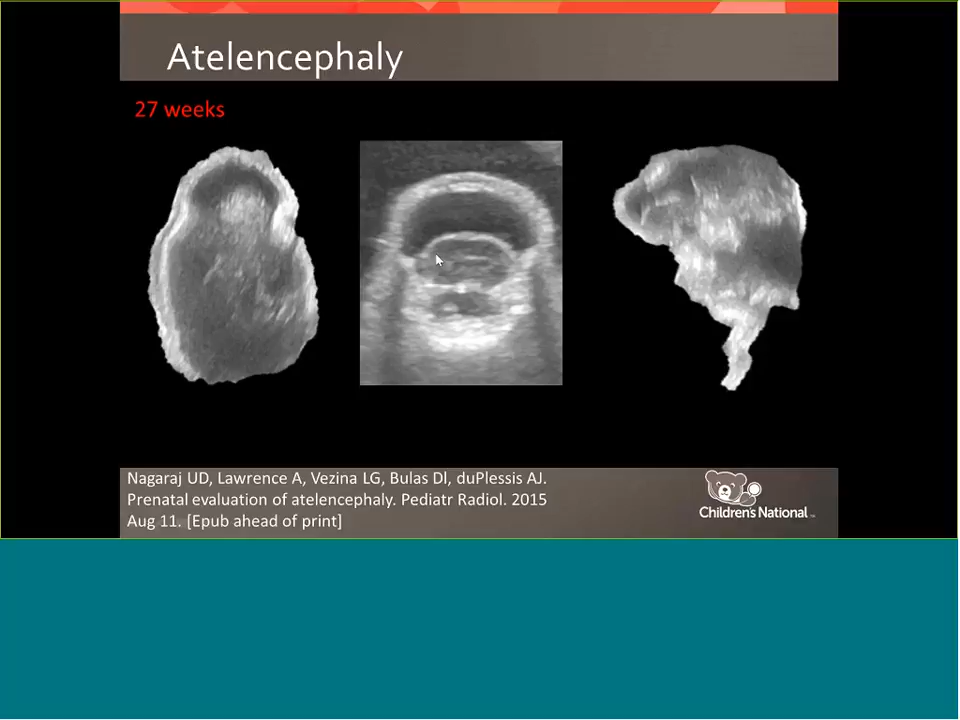 Atelencephaly
27 weeks
Nagaraj UD, Lawrence A, Vezina LG, Bulas DI, duPlessis AJ.
Prenatal evaluation of atelencephaly. Pediatr Radiol. 2015
Aug 11. [Epub ahead of print]
Children's National